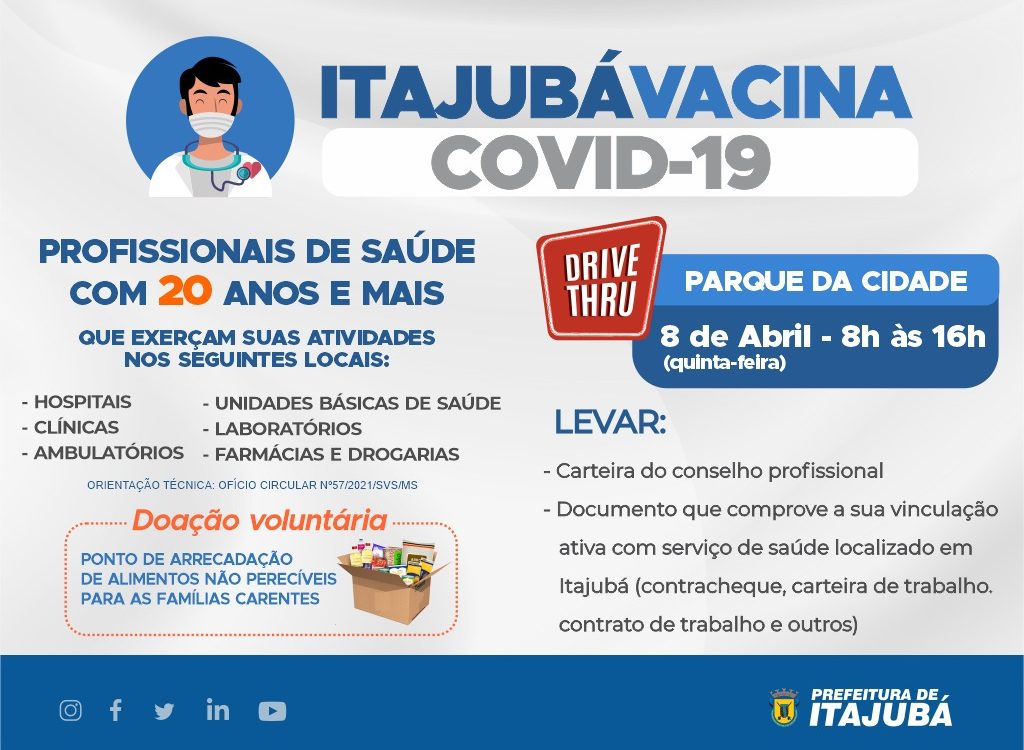 ITAJUBÁVACINA
COVID-19
PROFISSIONAIS DE SAÚDE
COM 20 ANOS E MAIS
QUE EXERÇAM SUAS ATIVIDADES
NOS SEGUINTES LOCAIS:
- HOSPITAIS
- CLÍNICAS
- AMBULATÓRIOS
- UNIDADES BÁSICAS DE SAÚDE
- LABORATÓRIOS
- FARMÁCIAS E DROGARIAS
ORIENTAÇÃO TÉCNICA: OFÍCIO CIRCULAR Nº57/2021/SVS/MS
Doação voluntária
PONTO DE ARRECADAÇÃO
DE ALIMENTOS NÃO PERECÍVEIS
PARA AS FAMÍLIAS CARENTES
DRIVE
THRU
PARQUE DA CIDADE
8 de Abril - 8h às 16h
(quinta-feira)
LEVAR:
- Carteira do conselho profissional
- Documento que comprove a sua vinculação
ativa com serviço de saúde localizado em
Itajubá (contracheque, carteira de trabalho.
contrato de trabalho e outros)
PREFEITURA DE
ITAJUBÁ